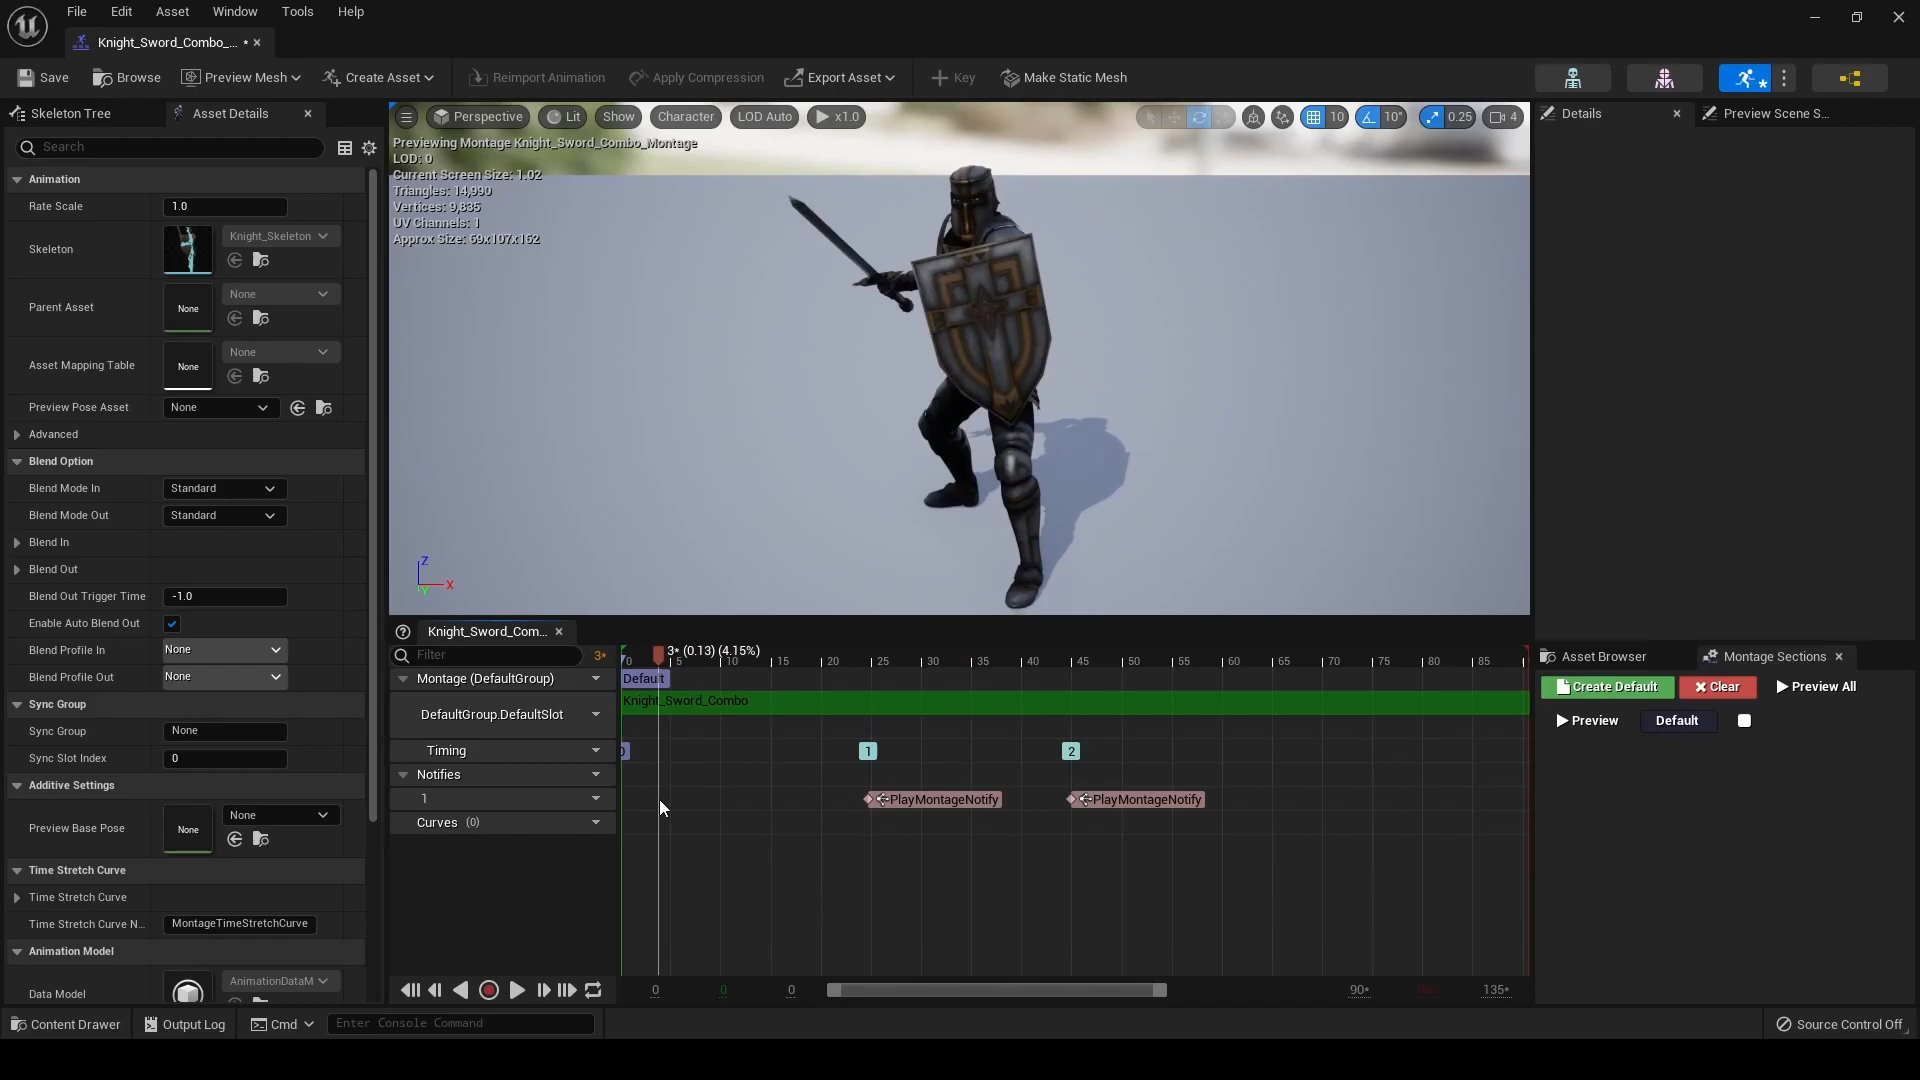 File Edit Asset Window Tools Help
Knight_Sword_Combo_... *
Save Browse Preview Mesh Create Asset Reimport Animation Apply Compression Export Asset Key Make Static Mesh
Skeleton Tree Asset Details
Search
Animation
Rate Scale 1.0
Skeleton Knight_Skeleton
Parent Asset None None
Asset Mapping Table None None
Preview Pose Asset None
Advanced
Blend Option
Blend Mode In Standard
Blend Mode Out Standard
Blend In
Blend Out
Blend Out Trigger Time -1.0
Enable Auto Blend Out
Blend Profile In None
Blend Profile Out None
Sync Group
Sync Group None
Sync Slot Index 0
Additive Settings
Preview Base Pose None None
Time Stretch Curve
Time Stretch Curve
Time Stretch Curve N... MontageTimeStretchCurve
Animation Model
Data Model AnimationDataM
Perspective Lit Show Character LOD Auto x1.0 10 10° 0.25 4
Previewing Montage Knight_Sword_Combo_Montage
LOD: 0
Current Screen Size: 1.02
Triangles: 14,990
Vertices: 9,835
UV Channels: 1
Approx Size: 69x107x162
Z
X
Y
Knight_Sword_Com...
Filter 3*
3* (0.13) (4.15%)
0 5 10 15 20 25 30 35 40 45 50 55 60 65 70 75 80 85
Montage (DefaultGroup) Default
Knight_Sword_Combo
DefaultGroup.DefaultSlot
Timing 0 1 2
Notifies
1 PlayMontageNotify PlayMontageNotify
Curves (0)
0 0 0 90* 135*
Details Preview Scene S...
Asset Browser Montage Sections
Create Default Clear Preview All
Preview Default
Content Drawer Output Log Cmd Enter Console Command Source Control Off